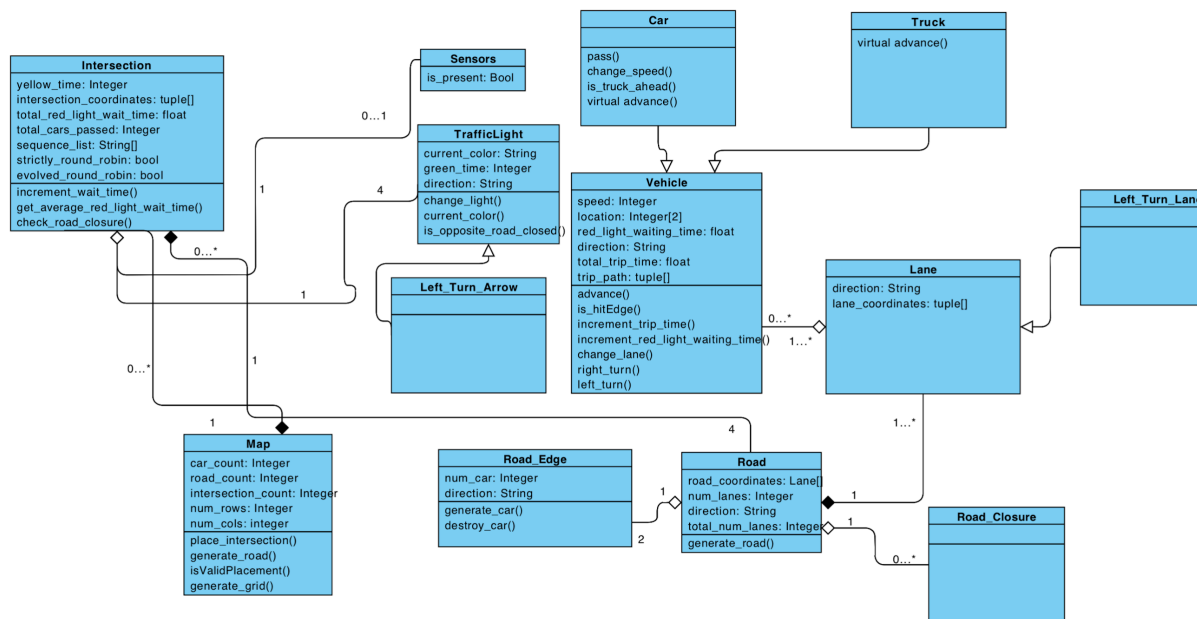 Car
pass()
change_speed()
is_truck_ahead()
virtual advance()
Truck
virtual advance()
Intersection
yellow_time: Integer
intersection_coordinates: tuple[]
total_red_light_wait_time: float
total_cars_passed: Integer
sequence_list: String[]
strictly_round_robin: bool
evolved_round_robin: bool
increment_wait_time()
get_average_red_light_wait_time()
check_road_closure()
Sensors
is_present: Bool
0...1
1
TrafficLight
current_color: String
green_time: Integer
direction: String
change_light()
current_color()
is_opposite_road_closed()
4
1
Left_Turn_Arrow
Vehicle
speed: Integer
location: Integer[2]
red_light_waiting_time: float
direction: String
total_trip_time: float
trip_path: tuple[]
advance()
is_hitEdge()
increment_trip_time()
increment_red_light_waiting_time()
change_lane()
right_turn()
left_turn()
0...*
1...*
Lane
direction: String
lane_coordinates: tuple[]
Left_Turn_Lane
0...*
1
0...*
1
4
1...*
1
Map
car_count: Integer
road_count: Integer
intersection_count: Integer
num_rows: Integer
num_cols: integer
place_intersection()
generate_road()
isValidPlacement()
generate_grid()
Road_Edge
num_car: Integer
direction: String
generate_car()
destroy_car()
1
2
Road
road_coordinates: Lane[]
num_lanes: Integer
direction: String
total_num_lanes: Integer
generate_road()
1
0...*
Road_Closure